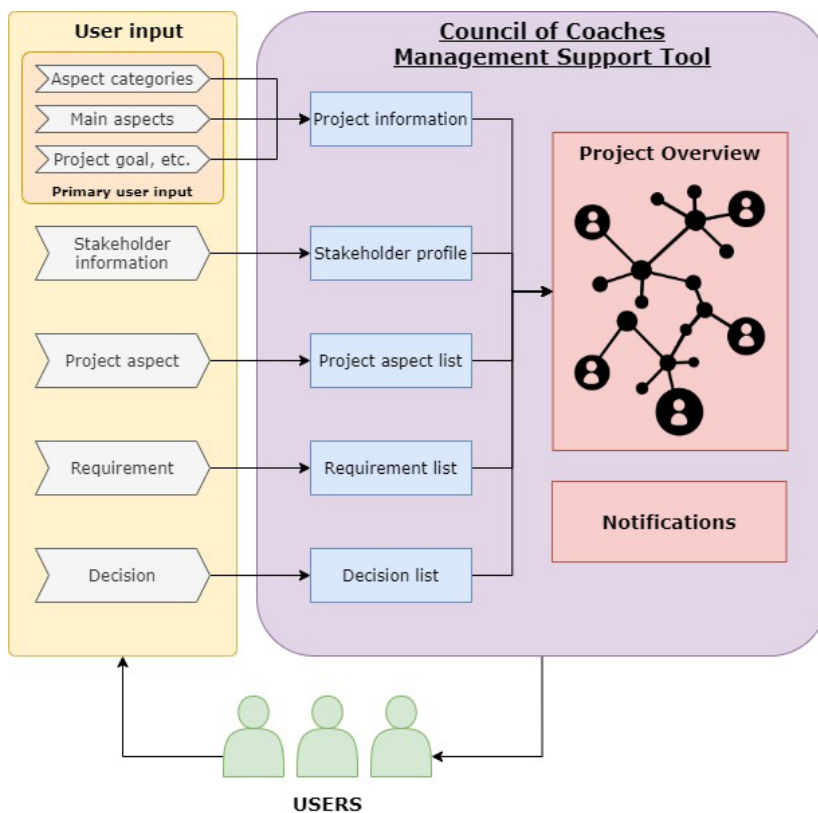 User input
Aspect categories
Main aspects
Project goal, etc.
Primary user input
Stakeholder
information
Project aspect
Requirement
Decision
Council of Coaches
Management Support Tool
Project information
Stakeholder profile
Project aspect list
Requirement list
Decision list
Project Overview
Notifications
USERS